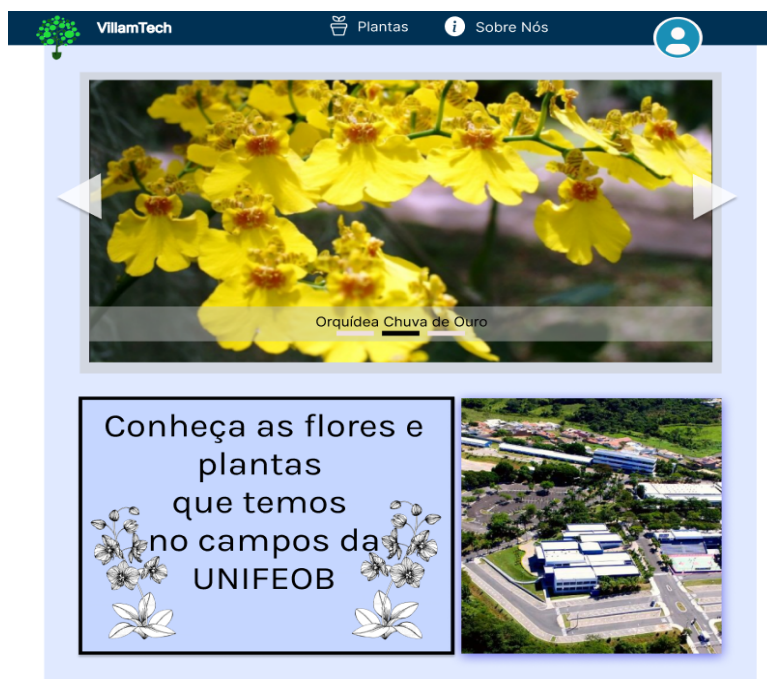 VillamTech
Plantas
Sobre Nós
Orquídea Chuva de Ouro
Conheça as flores e
plantas
que temos
no campos da
UNIFEOB